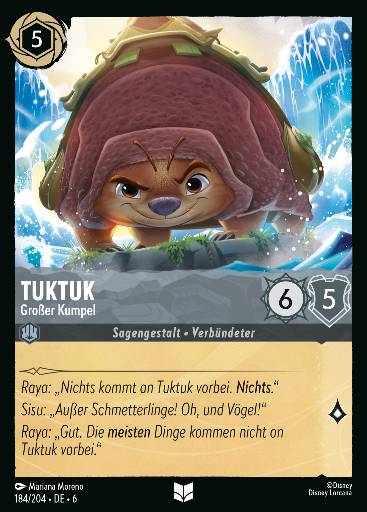 5
TUKTUK
Großer Kumpel
6
5
Sagengestalt • Verbündeter
Raya: „Nichts kommt an Tuktuk vorbei. Nichts.“
Sisu: „Außer Schmetterlinge! Oh, und Vögel!“
Raya: „Gut. Die meisten Dinge kommen nicht an
Tuktuk vorbei.“
Mariana Moreno
184/204 • DE • 6
©Disney
Disney Lorcana